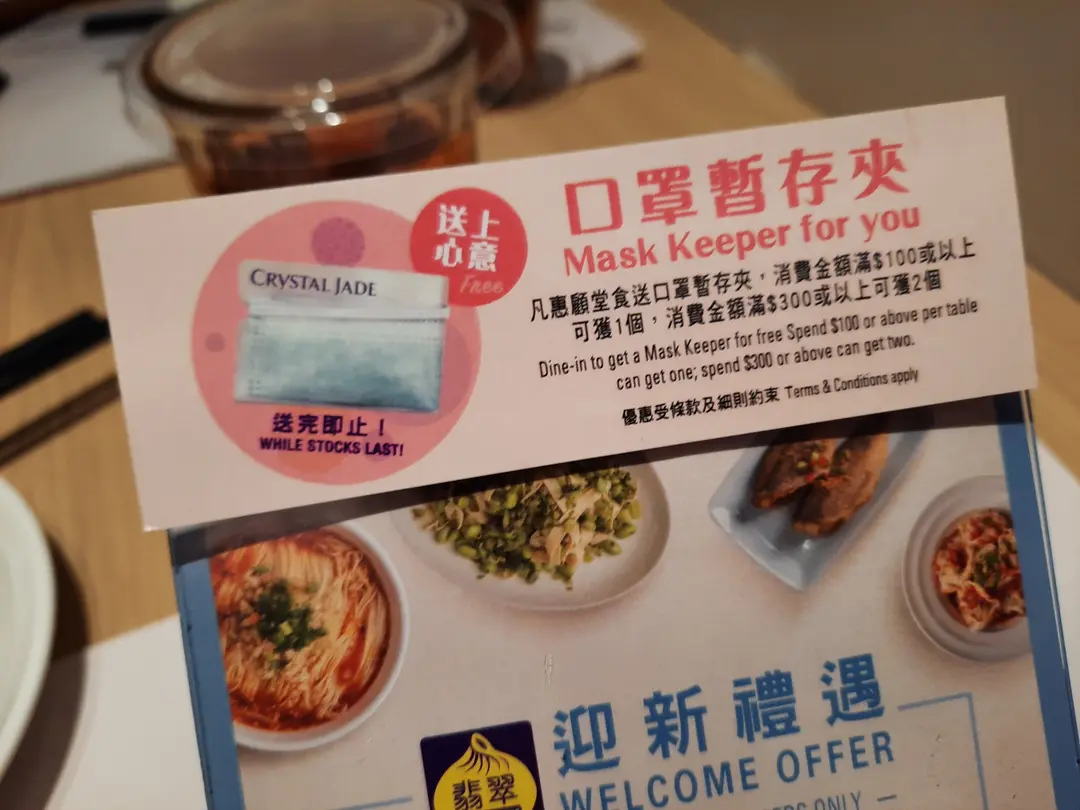 口罩暫存夾
Mask Keeper for you
送上
心意
Free
CRYSTAL JADE
凡惠顧堂食送口罩暫存夾，消費金額滿$100或以上
可獲1個，消費金額滿$300或以上可獲2個
Dine-in to get a Mask Keeper for free Spend $100 or above per table
can get one; spend $300 or above can get two.
優惠受條款及細則約束 Terms & Conditions apply
送完即止！
WHILE STOCKS LAST!
迎新禮遇
WELCOME OFFER
ONLY
翡翠